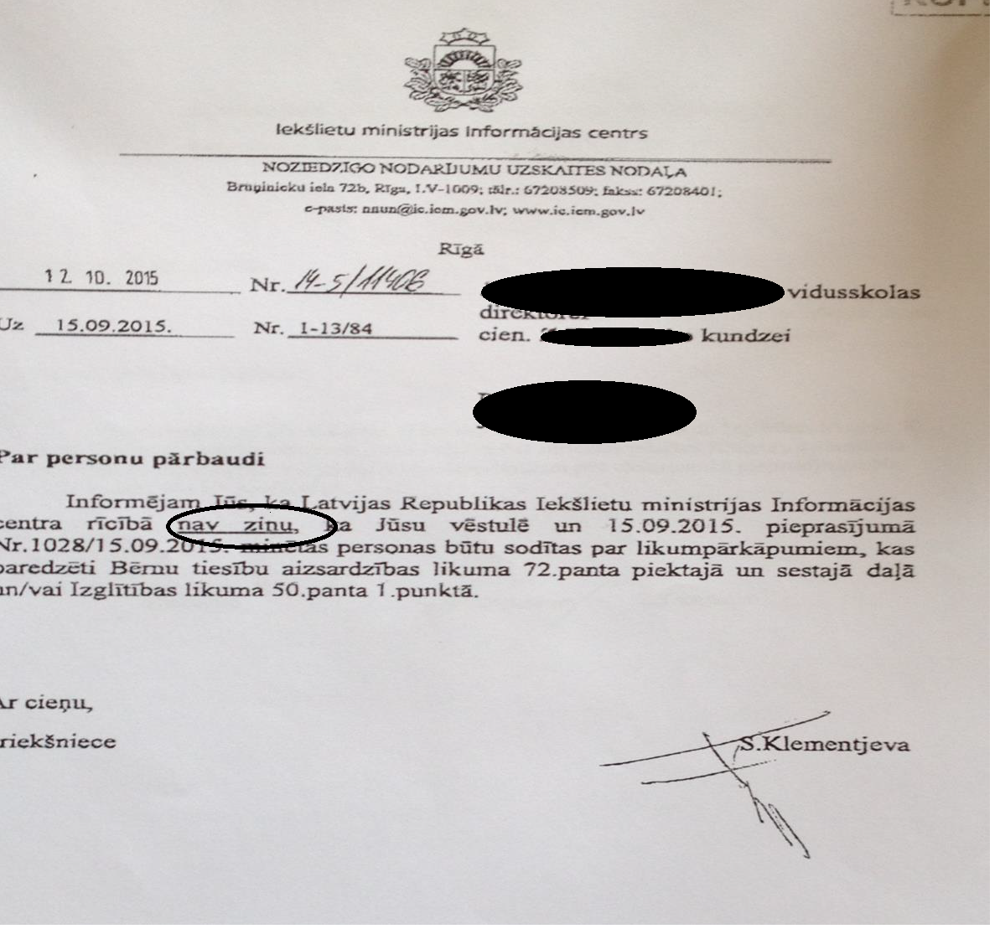 Iekšlietu ministrijas Informācijas centrs
NOZIEDZĪGO NODARĪJUMU UZSKAITES NODAĻA
Bruņinieku iela 72b, Rīga, LV-1009; tālr.: 67208509; fakss: 67208401;
e-pasts: nnun@ic.iem.gov.lv; www.ic.iem.gov.lv
Rīgā
12. 10. 2015 Nr. 14-5/11406
vidusskolas
direktorei
Uz 15.09.2015. Nr. 1-13/84
cien. kundzei
Par personu pārbaudi
Informējam Jūs, ka Latvijas Republikas Iekšlietu ministrijas Informācijas
centra rīcībā nav ziņu, ka Jūsu vēstulē un 15.09.2015. pieprasījumā
Nr.1028/15.09.2015. minētās personas būtu sodītas par likumpārkāpumiem, kas
paredzēti Bērnu tiesību aizsardzības likuma 72.panta piektajā un sestajā daļā
un/vai Izglītības likuma 50.panta 1.punktā.
Ar cieņu,
riekšniece S.Klementjeva